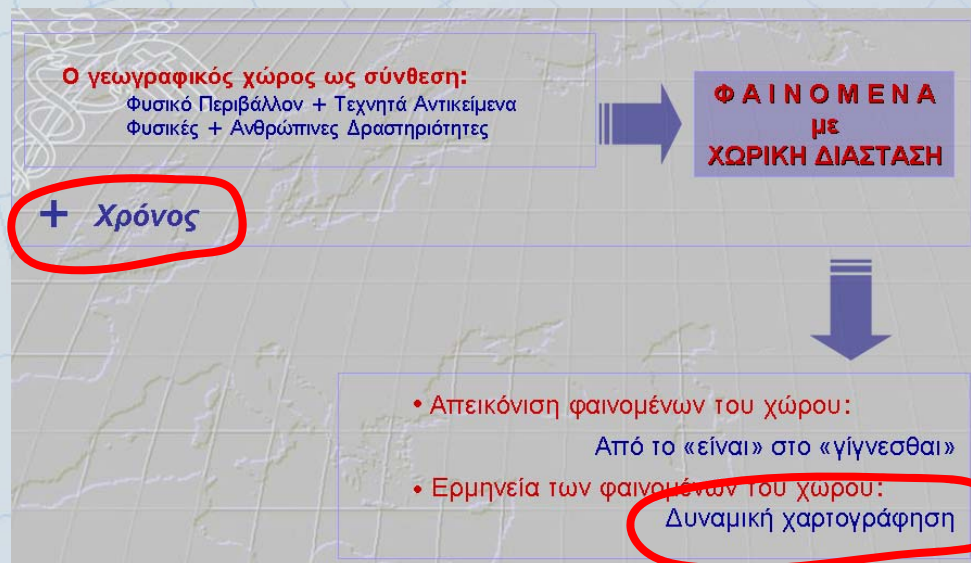 Ο γεωγραφικός χώρος ως σύνθεση:
Φυσικό Περιβάλλον + Τεχνητά Αντικείμενα
Φυσικές + Ανθρώπινες Δραστηριότητες
ΦΑΙΝΟΜΕΝΑ
με
ΧΩΡΙΚΗ ΔΙΑΣΤΑΣΗ
+ Χρόνος
• Απεικόνιση φαινομένων του χώρου:
Από το «είναι» στο «γίγνεσθαι»
• Ερμηνεία των φαινομένων του χώρου:
Δυναμική χαρτογράφηση